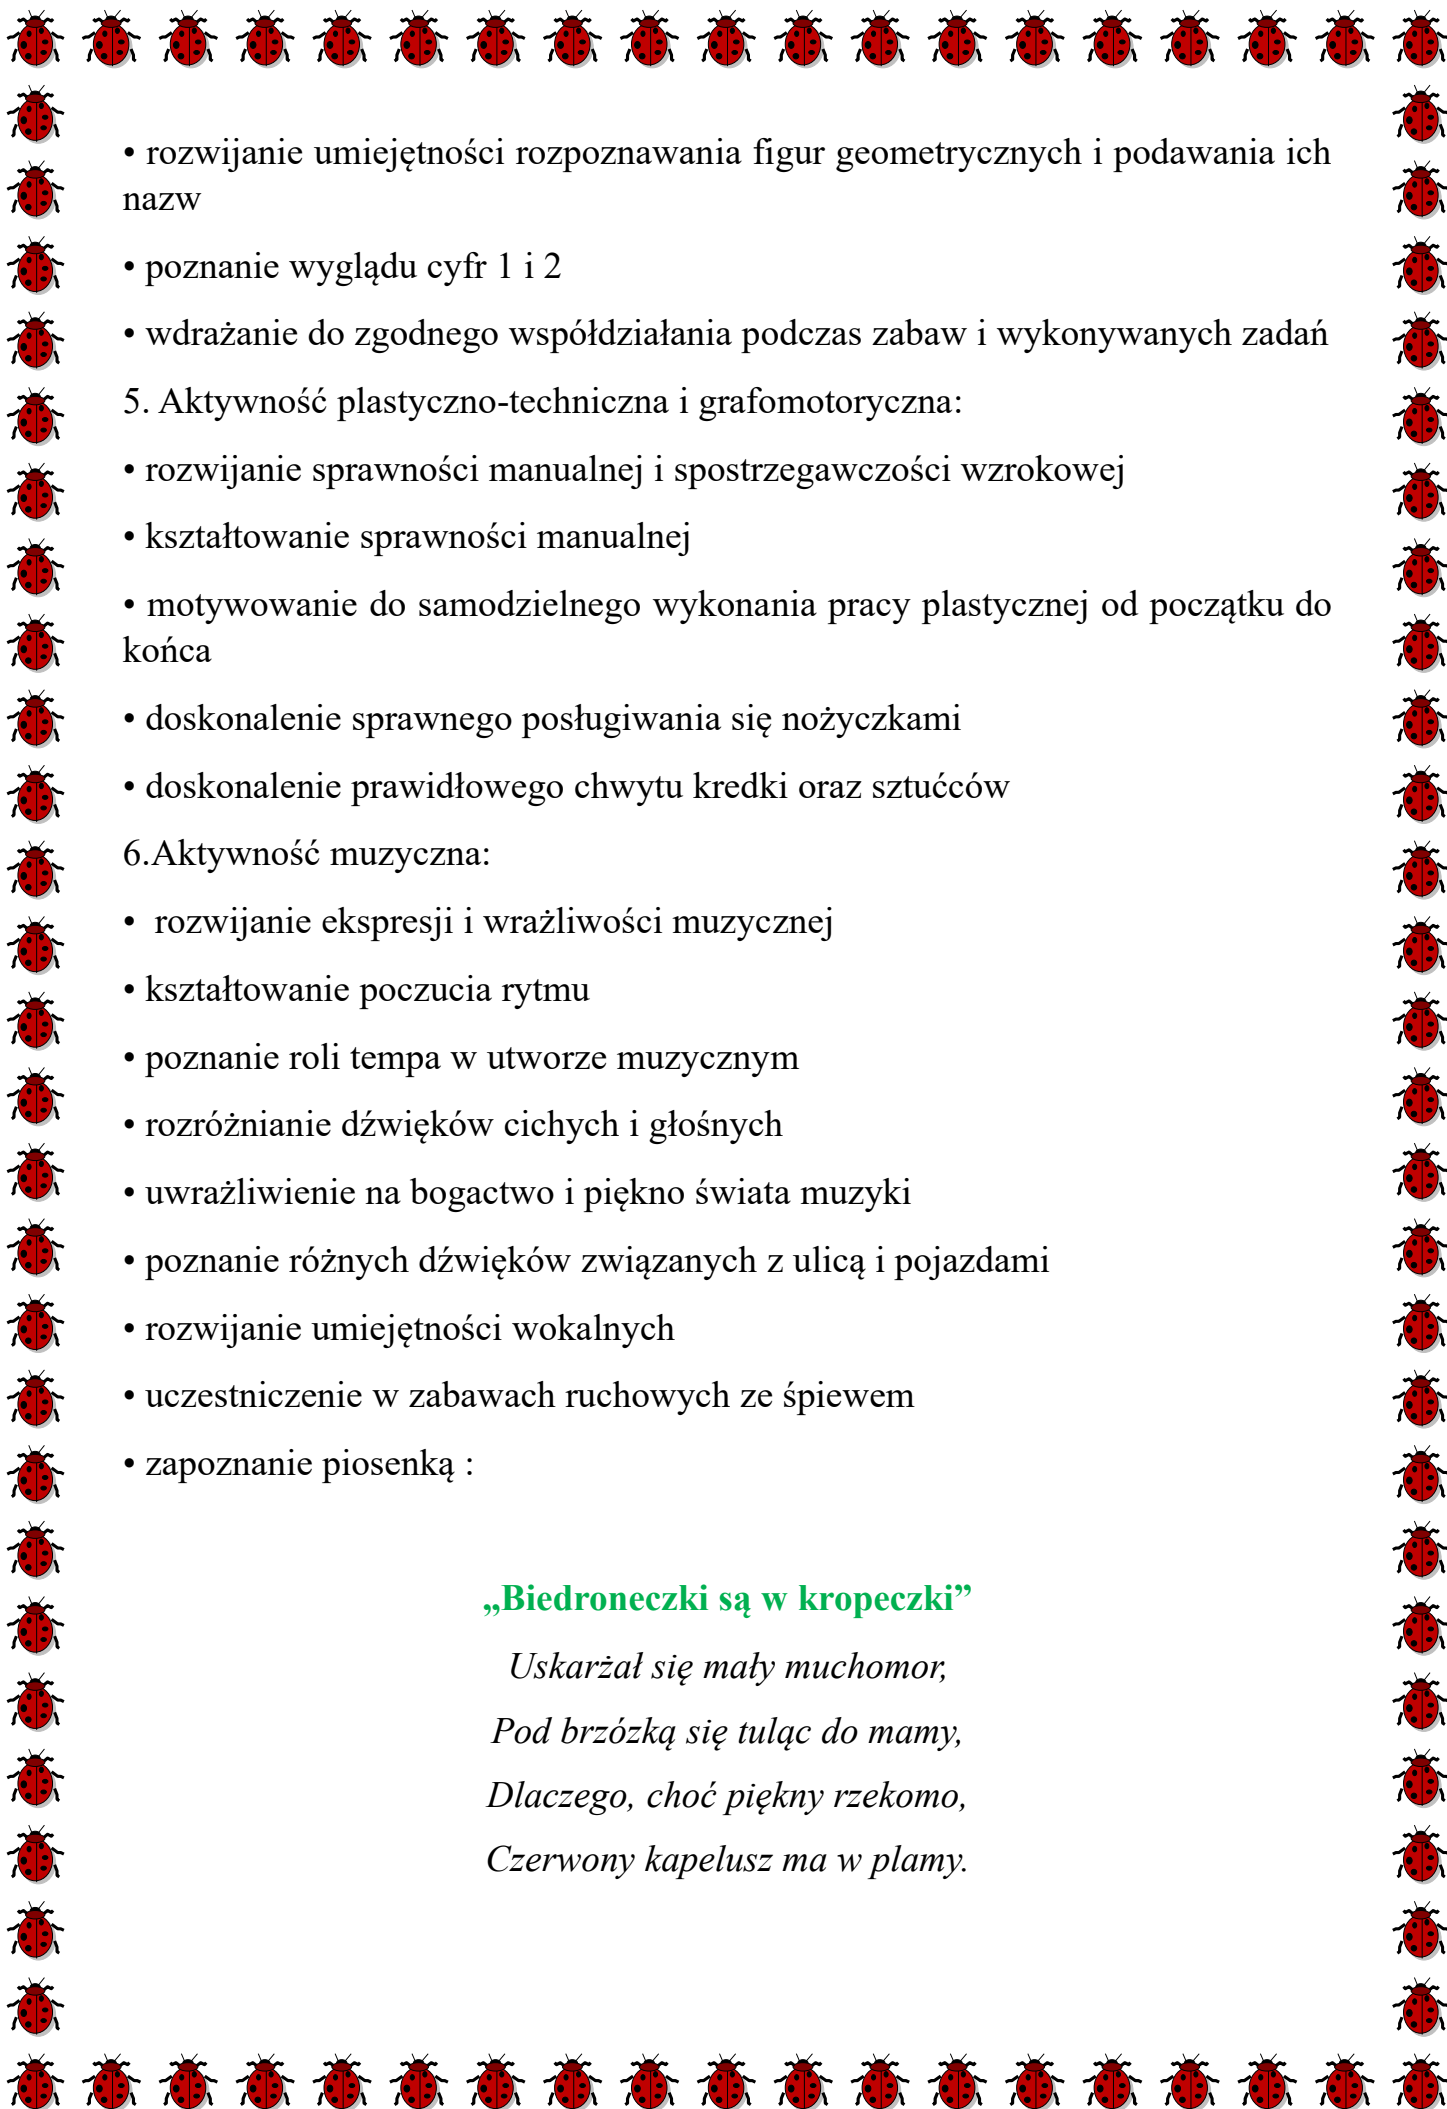 • rozwijanie umiejętności rozpoznawania figur geometrycznych i podawania ich
nazw
• poznanie wyglądu cyfr 1 i 2
• wdrażanie do zgodnego współdziałania podczas zabaw i wykonywanych zadań
5. Aktywność plastyczno-techniczna i grafomotoryczna:
• rozwijanie sprawności manualnej i spostrzegawczości wzrokowej
• kształtowanie sprawności manualnej
• motywowanie do samodzielnego wykonania pracy plastycznej od początku do
końca
• doskonalenie sprawnego posługiwania się nożyczkami
• doskonalenie prawidłowego chwytu kredki oraz sztućców
6.Aktywność muzyczna:
• rozwijanie ekspresji i wrażliwości muzycznej
• kształtowanie poczucia rytmu
• poznanie roli tempa w utworze muzycznym
• rozróżnianie dźwięków cichych i głośnych
• uwrażliwienie na bogactwo i piękno świata muzyki
• poznanie różnych dźwięków związanych z ulicą i pojazdami
• rozwijanie umiejętności wokalnych
• uczestniczenie w zabawach ruchowych ze śpiewem
• zapoznanie piosenką :
„Biedroneczki są w kropeczki”
Uskarżał się mały muchomor,
Pod brzózką się tuląc do mamy,
Dlaczego, choć piękny rzekomo,
Czerwony kapelusz ma w plamy.